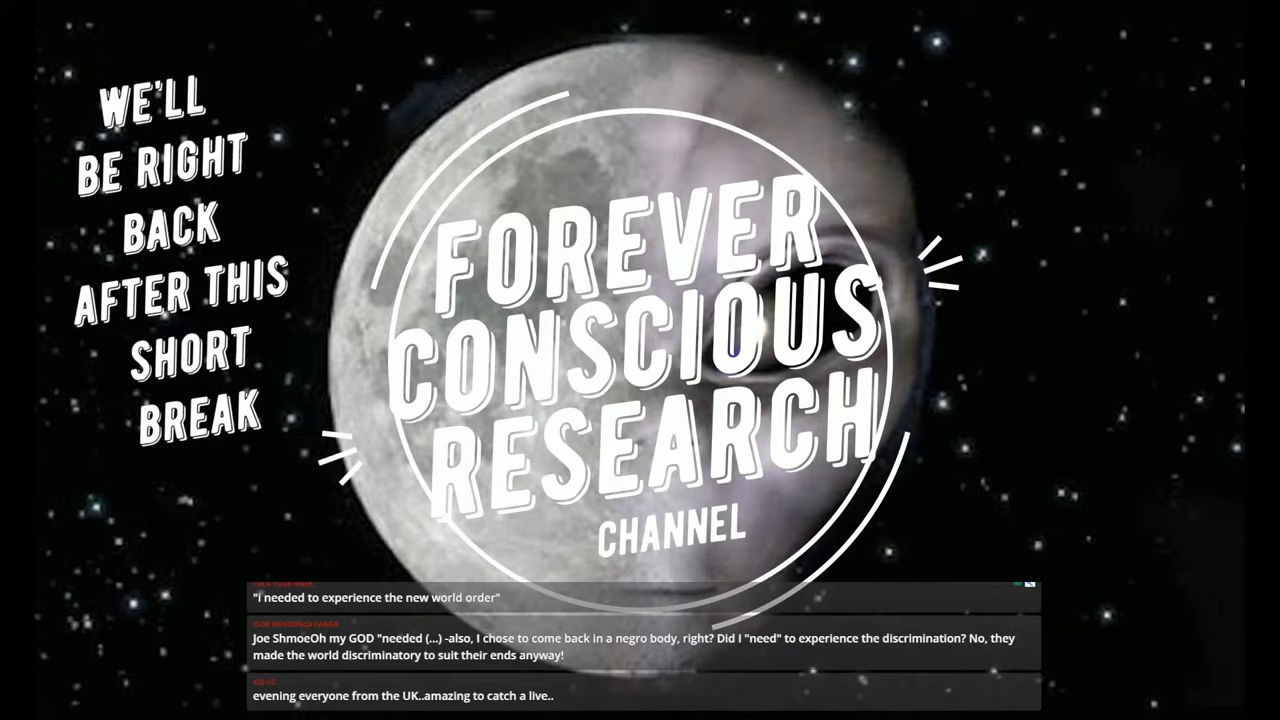 WE'LL
BE RIGHT
BACK
AFTER THIS
SHORT
BREAK
FOREVER
CONSCIOUS
RESEARCH
CHANNEL
"i needed to experience the new world order"
IGOR MENDONÇA CANGE
Joe ShmoeOh my GOD "needed (...) -also, I chose to come back in a negro body, right? Did I "need" to experience the discrimination? No, they
made the world discriminatory to suit their ends anyway!
evening everyone from the UK..amazing to catch a live..